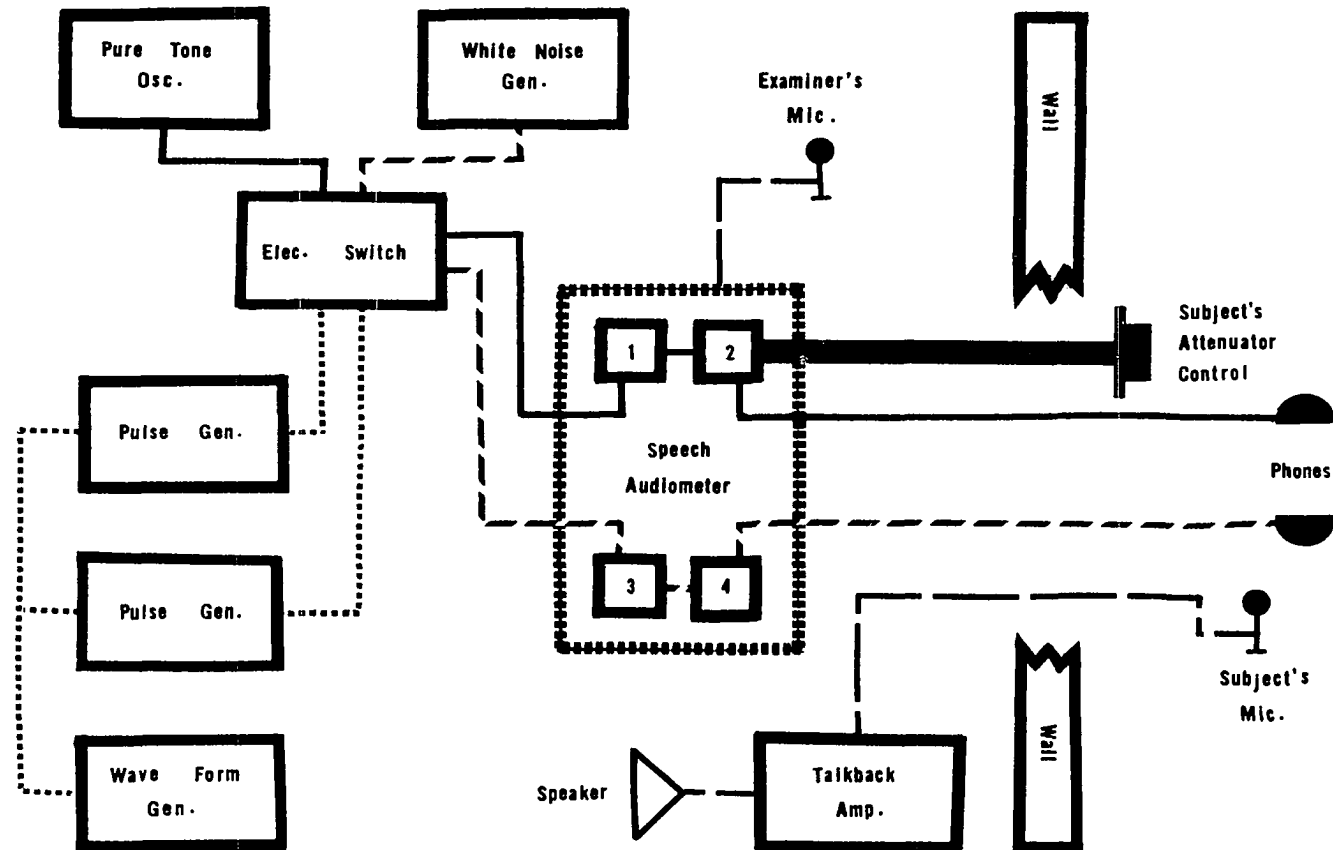 Pure Tone
Osc.
White Noise
Gen.
Examiner's
Mic.
Wall
Elec. Switch
1
2
Subject's
Attenuator
Control
Pulse Gen.
Speech
Audiometer
Phones
3
4
Pulse Gen.
Subject's
Mic.
Wave Form
Gen.
Speaker
Talkback
Amp.
Wall